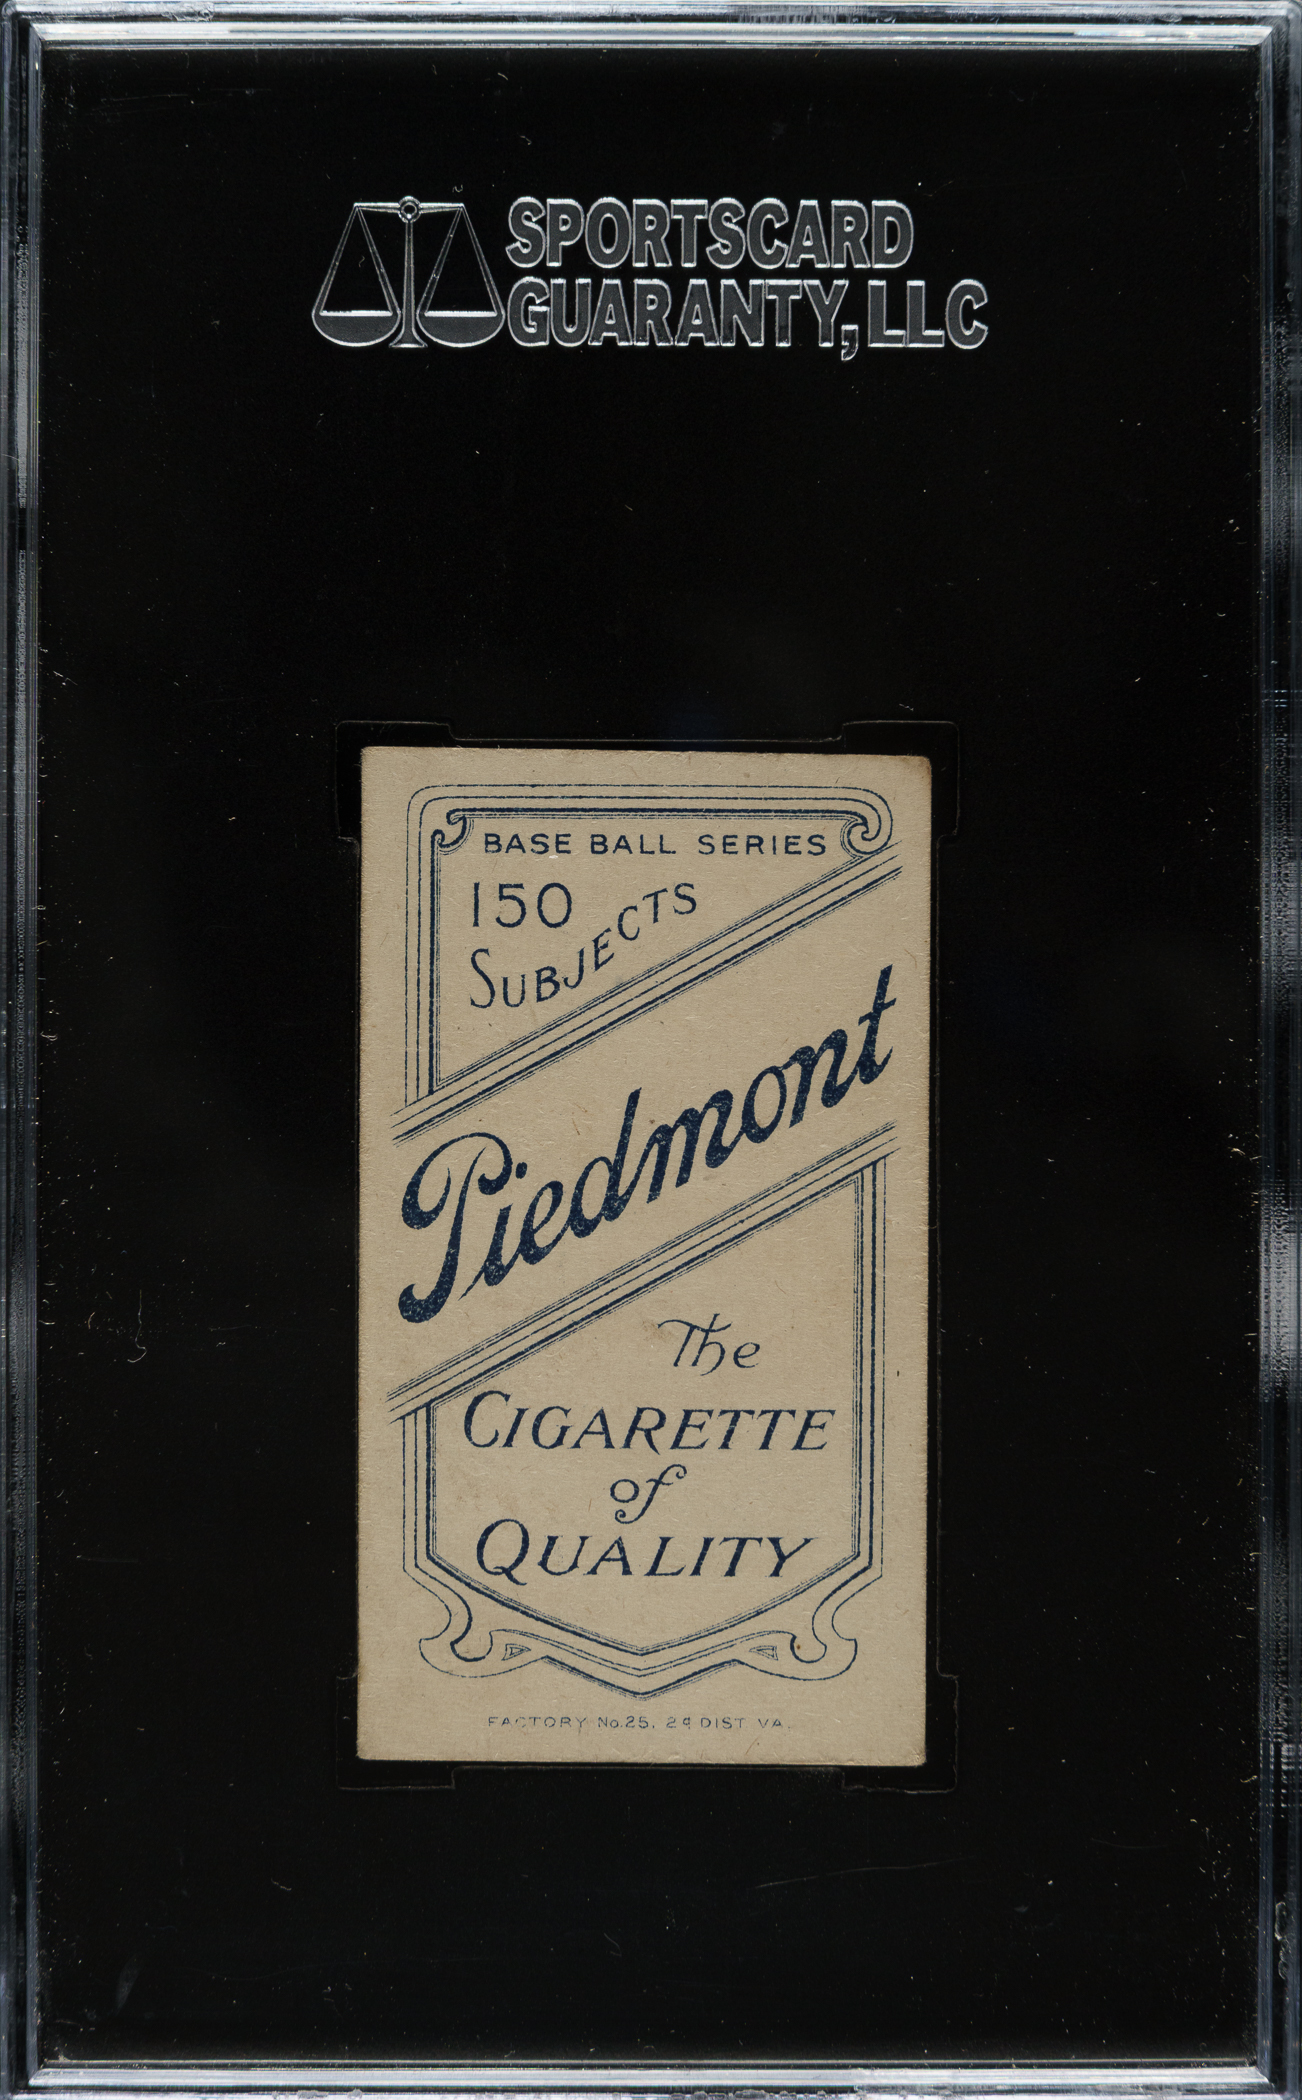 SPORTSCARD
GUARANTY, LLC
BASE BALL SERIES
150
SUBJECTS
Piedmont
The
CIGARETTE
of
QUALITY
FACTORY No.25, 2d DIST VA.